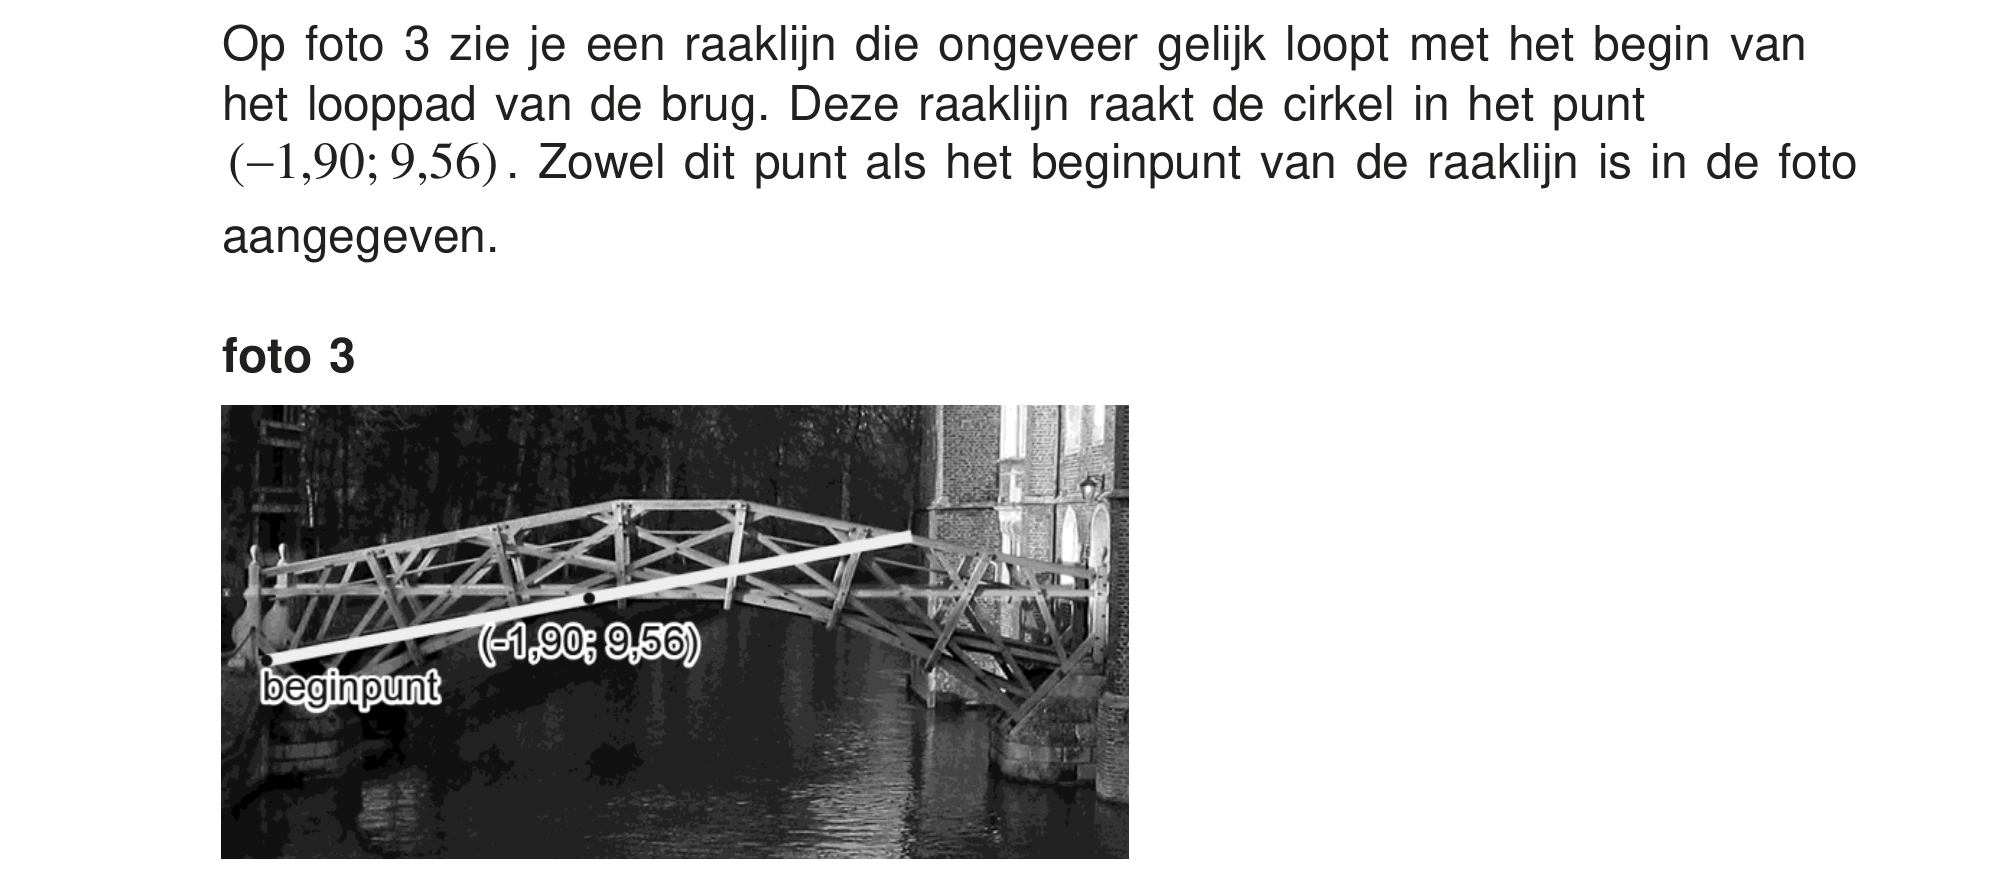 Op foto 3 zie je een raaklijn die ongeveer gelijk loopt met het begin van
het looppad van de brug. Deze raaklijn raakt de cirkel in het punt
(–1,90; 9,56). Zowel dit punt als het beginpunt van de raaklijn is in de foto
aangegeven.
foto 3
(-1,90; 9,56)
beginpunt